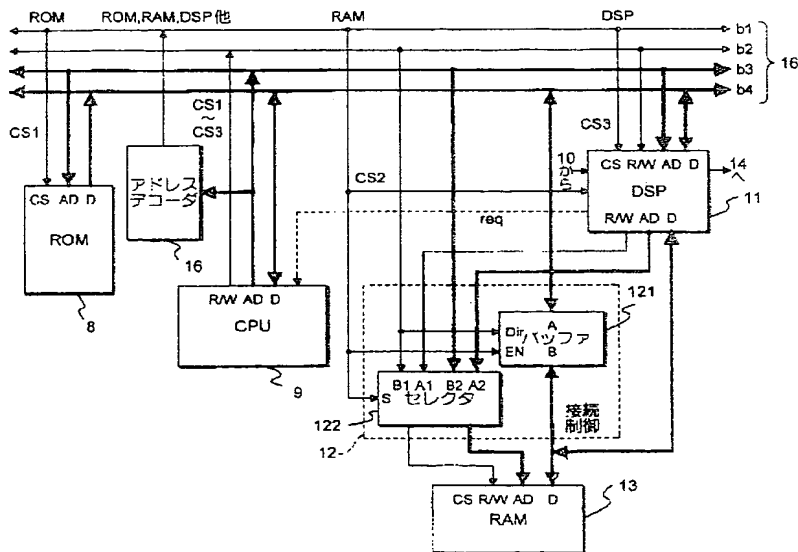 ROM
ROM,RAM,DSP他
RAM
DSP
b1
b2
b3
b4
16
CS1
CS1
〜
CS3
CS2
CS3
10
から
14
へ
CS AD D
ROM
8
アドレス
デコーダ
16
R/W AD D
CPU
9
req
CS R/W AD D
DSP
R/W AD D
11
121
Dir A
バッファ
EN B
B1 A1 B2 A2
S セレクタ
122
12
接続
制御
CS R/W AD D
RAM
13